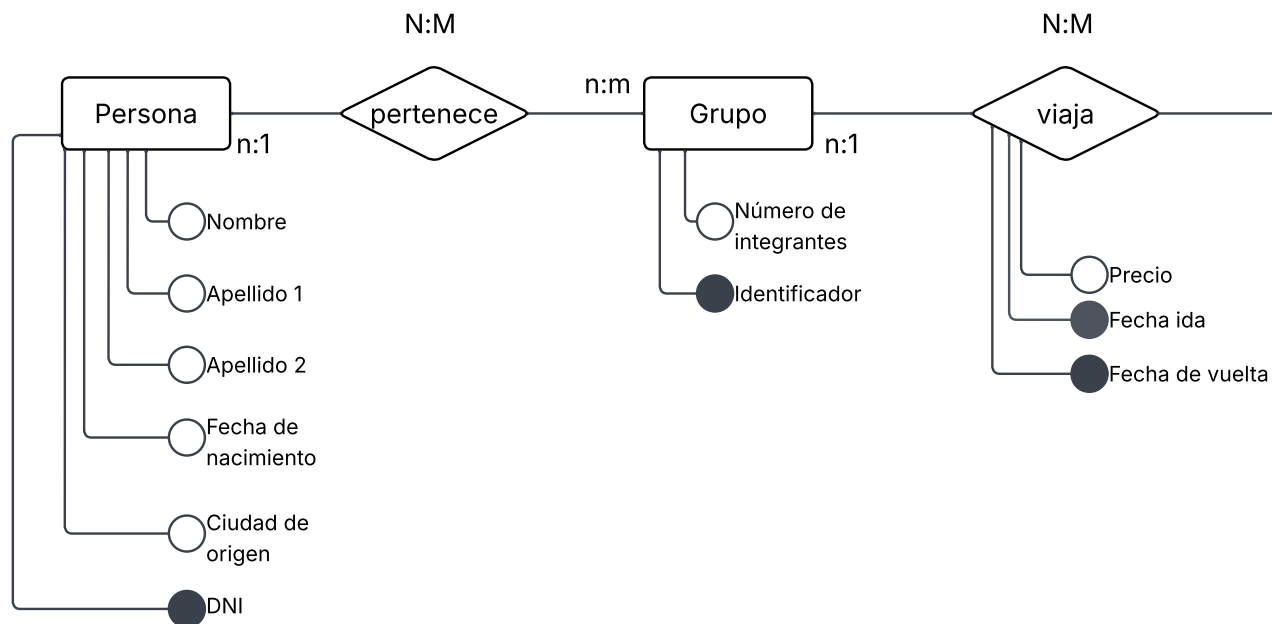 N:M
N:M
Persona
pertenece
n:m
Grupo
viaja
n:1
n:1
Nombre
Número de
integrantes
Precio
Apellido 1
Identificador
Fecha ida
Apellido 2
Fecha de vuelta
Fecha de
nacimiento
Ciudad de
origen
DNI